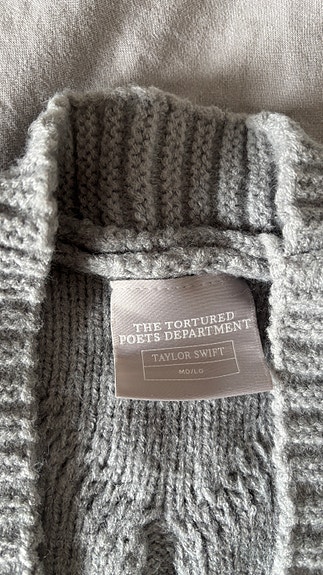 THE TORTURED
POETS DEPARTMENT
TAYLOR SWIFT
MD/LG